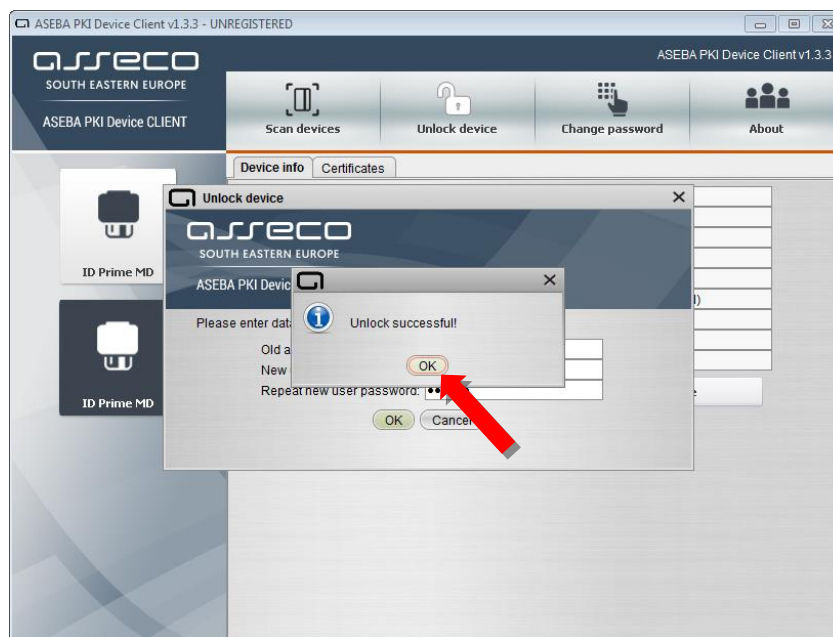 ASEBA PKI Device Client v1.3.3 - UNREGISTERED
asseco
SOUTH EASTERN EUROPE
ASEBA PKI Device CLIENT
ASEBA PKI Device Client v1.3.3
Scan devices
Unlock device
Change password
About
Device info
Certificates
ID Prime MD
ID Prime MD
Unlock device
asseco
SOUTH EASTERN EUROPE
ASEBA PKI
Please enter
Old
New
Repeat new user password:
OK
Cancel
Unlock successful!
OK